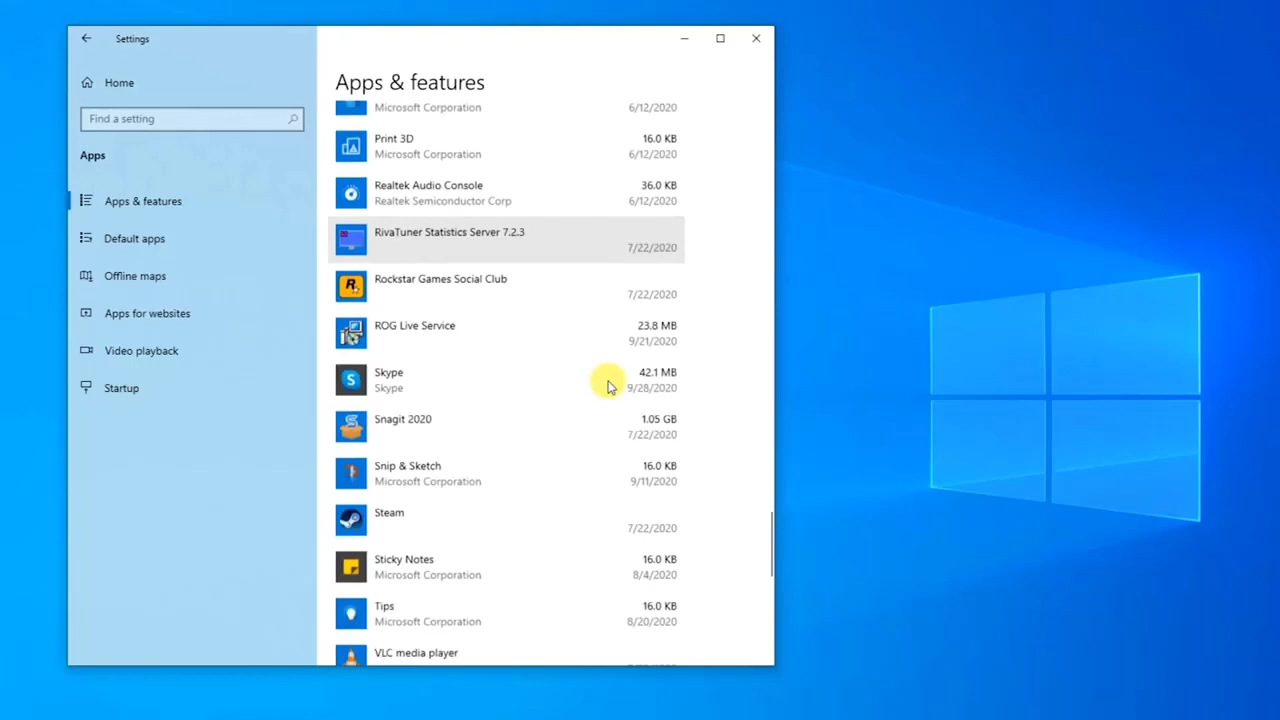 Settings
Home
Find a setting
Apps
Apps & features
Default apps
Offline maps
Apps for websites
Video playback
Startup
Apps & features
Microsoft Corporation 6/12/2020
Print 3D 16.0 KB
Microsoft Corporation 6/12/2020
Realtek Audio Console 36.0 KB
Realtek Semiconductor Corp 6/12/2020
RivaTuner Statistics Server 7.2.3
7/22/2020
Rockstar Games Social Club
7/22/2020
ROG Live Service 23.8 MB
9/21/2020
Skype 42.1 MB
Skype 9/28/2020
Snagit 2020 1.05 GB
7/22/2020
Snip & Sketch 16.0 KB
Microsoft Corporation 9/11/2020
Steam
7/22/2020
Sticky Notes 16.0 KB
Microsoft Corporation 8/4/2020
Tips 16.0 KB
Microsoft Corporation 8/20/2020
VLC media player